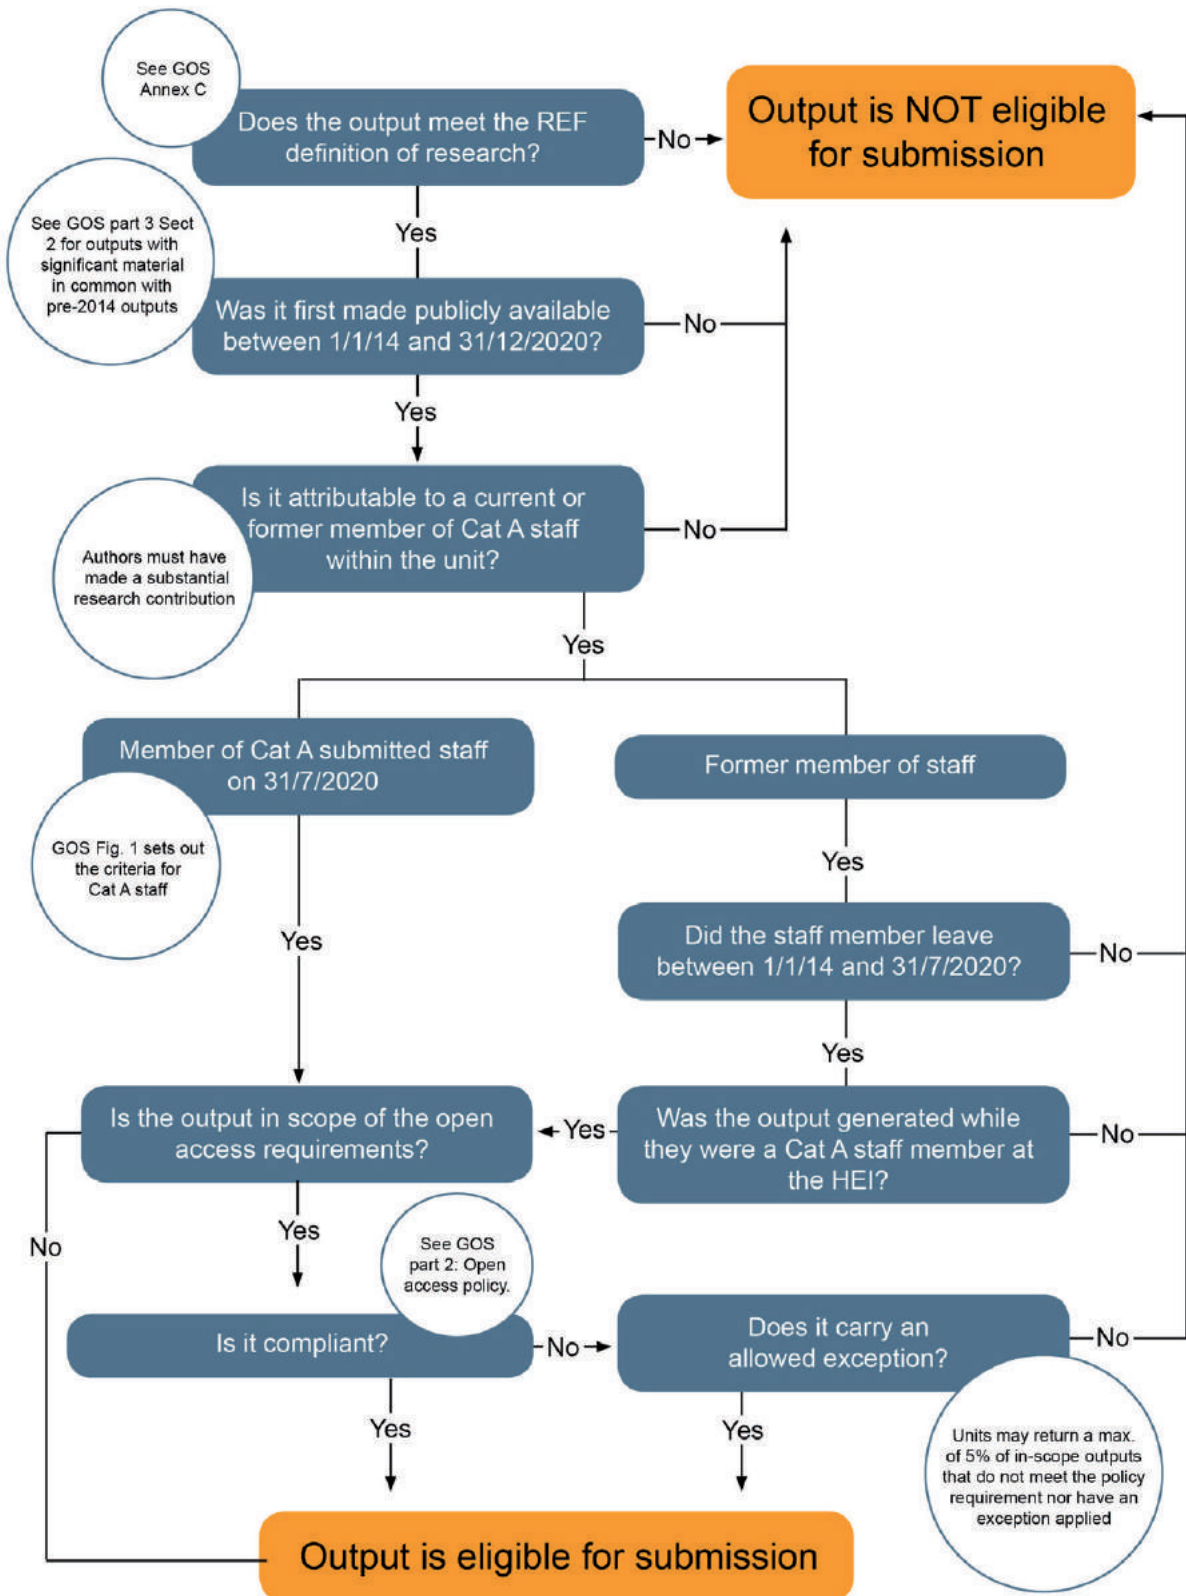 See GOS
Annex C
Does the output meet the REF
definition of research?
No
Output is NOT eligible
for submission
Yes
See GOS part 3 Sect
2 for outputs with
significant material
in common with
pre-2014 outputs
Was it first made publicly available
between 1/1/14 and 31/12/2020?
No
Yes
Is it attributable to a current or
former member of Cat A staff
within the unit?
No
Authors must have
made a substantial
research contribution
Yes
Member of Cat A submitted staff
on 31/7/2020
Former member of staff
GOS Fig. 1 sets out
the criteria for
Cat A staff
Yes
Yes
Did the staff member leave
between 1/1/14 and 31/7/2020?
No
Yes
Is the output in scope of the open
access requirements?
Yes
Was the output generated while
they were a Cat A staff member at
the HEI?
No
No
Yes
See GOS
part 2: Open
access policy.
Is it compliant?
No
Does it carry an
allowed exception?
No
Yes
Yes
Units may return a max.
of 5% of in-scope outputs
that do not meet the policy
requirement nor have an
exception applied
Output is eligible for submission